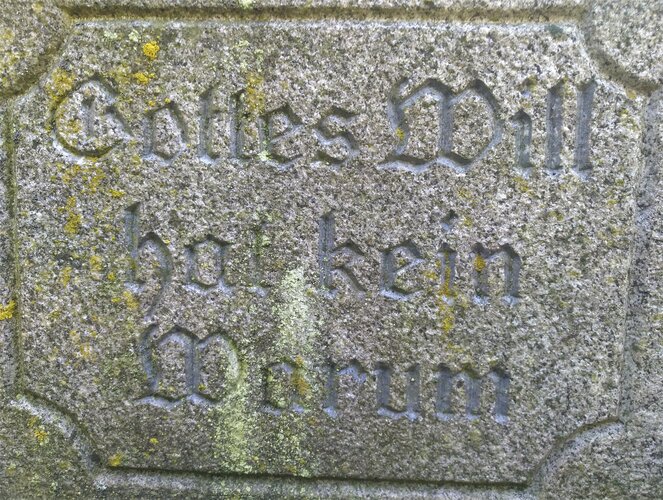 Gottes Will
hat kein
Warum